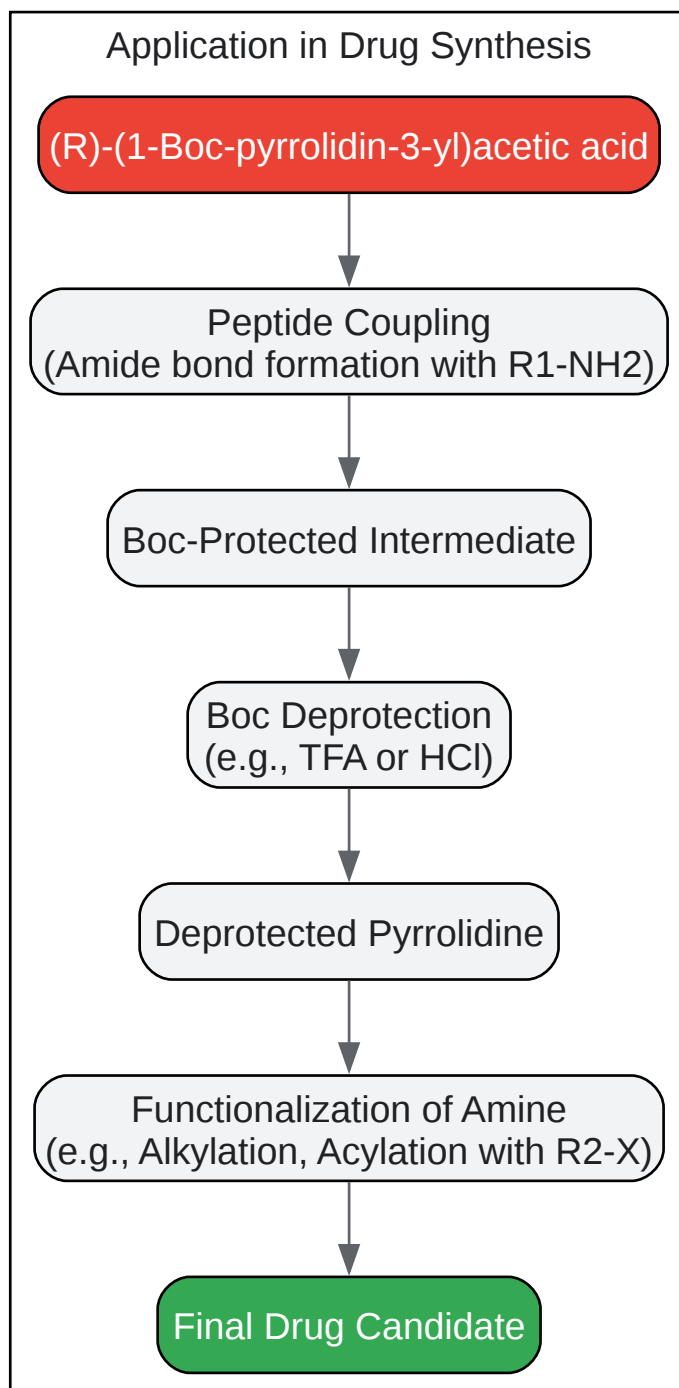 Application in Drug Synthesis
(R)-(1-Boc-pyrrolidin-3-yl)acetic acid
Peptide Coupling
(Amide bond formation with R1-NH2)
Boc-Protected Intermediate
Boc Deprotection
(e.g., TFA or HCl)
Deprotected Pyrrolidine
Functionalization of Amine
(e.g., Alkylation, Acylation with R2-X)
Final Drug Candidate